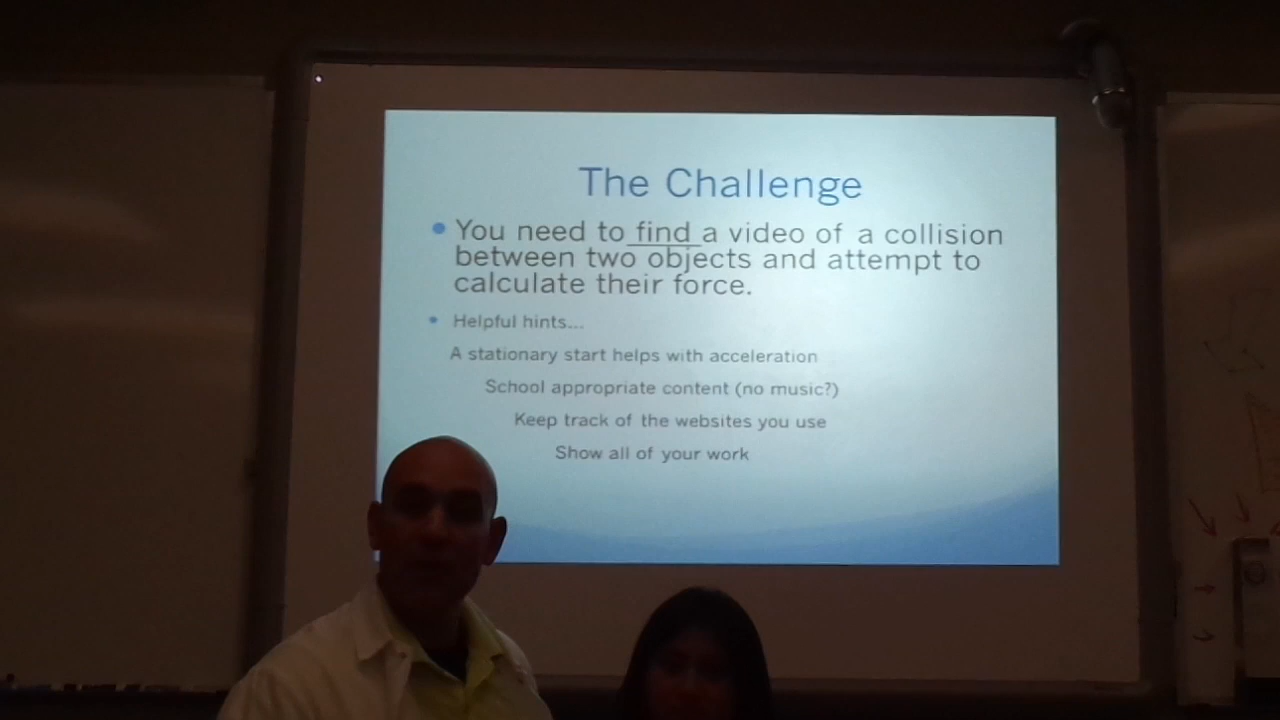 The Challenge
• You need to find a video of a collision
between two objects and attempt to
calculate their force.
• Helpful hints...
A stationary start helps with acceleration
School appropriate content (no music?)
Keep track of the websites you use
Show all of your work